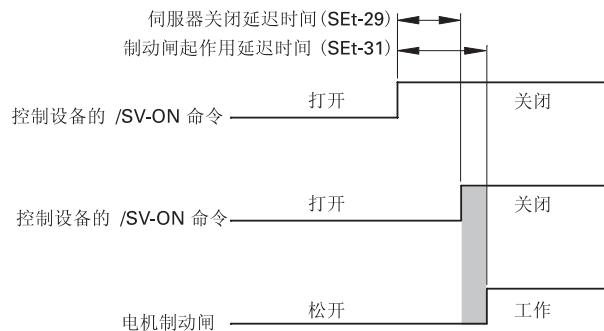 伺服器关闭延迟时间(SEt-29)
制动闸起作用延迟时间 (SEt-31)
控制设备的 /SV-ON 命令 打开 关闭
控制设备的 /SV-ON 命令 打开 关闭
电机制动闸 松开 工作